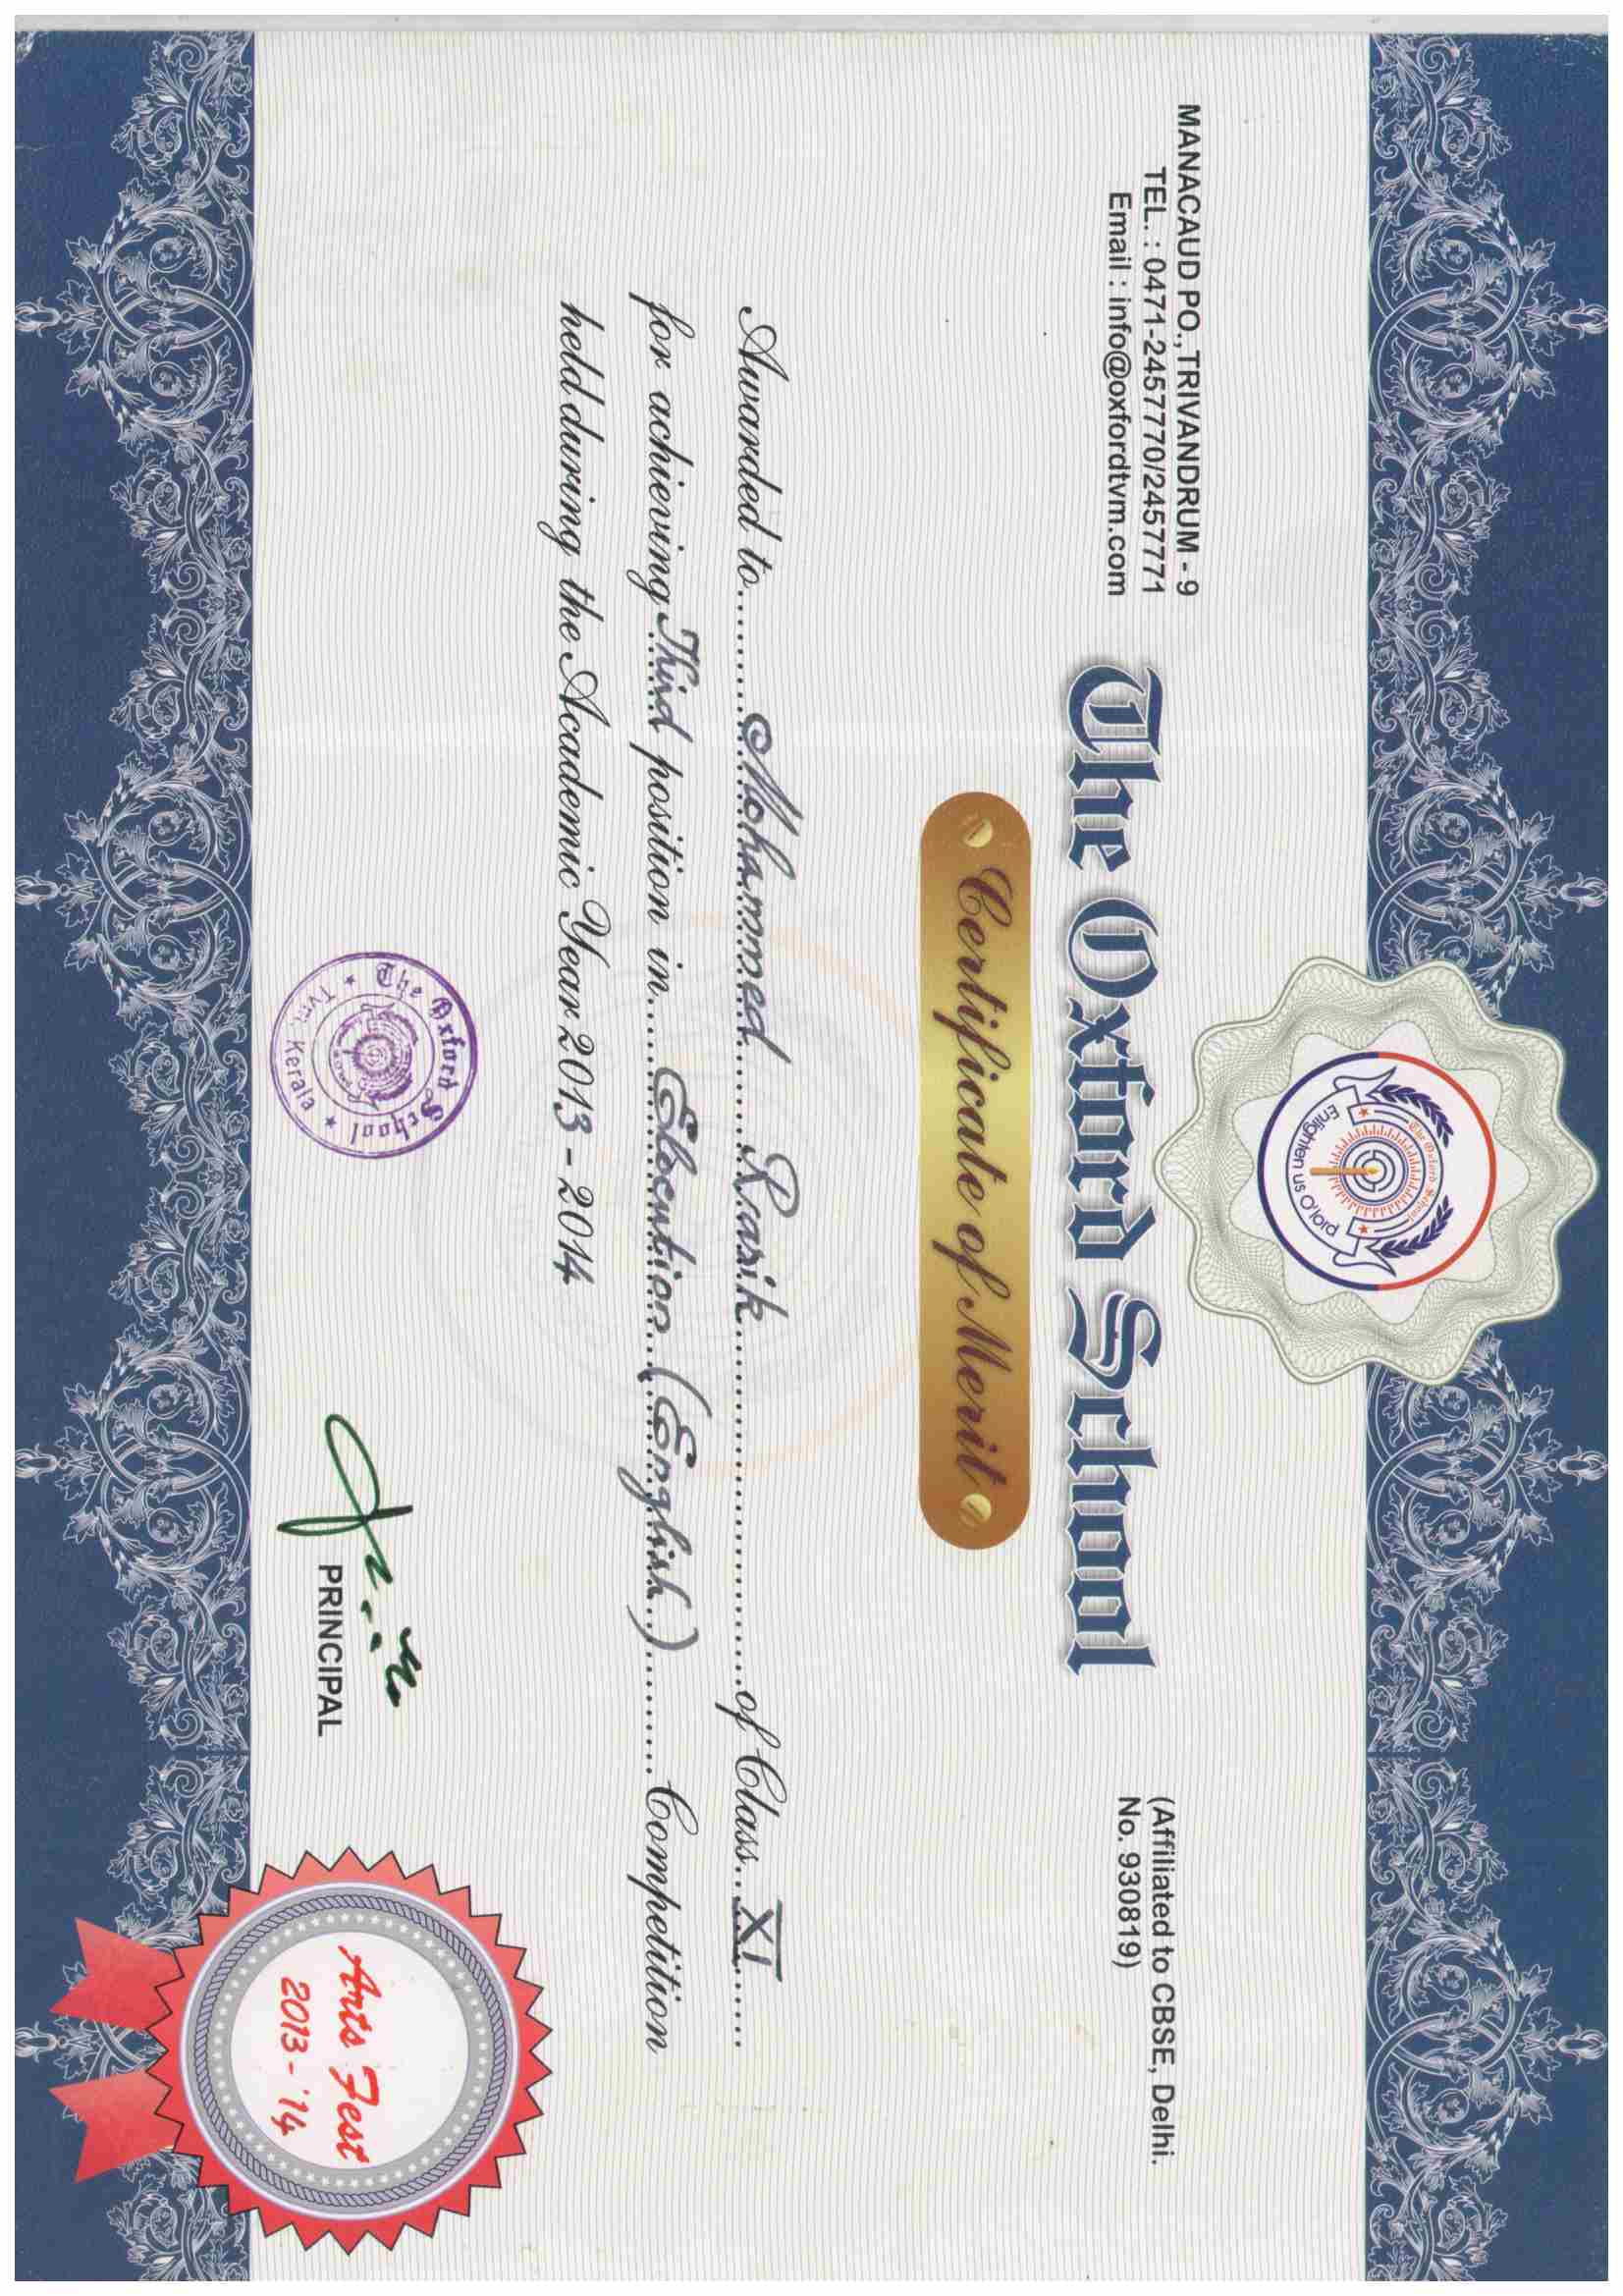 The Oxford School
Enlighten us O'lord
MANACAUD PO., TRIVANDRUM - 9
TEL. : 0471-2457770/2457771
Email : info@oxfordtvm.com
The Oxford School
(Affiliated to CBSE, Delhi.
No. 930819)
Certificate of Merit
Awarded to Mohammed Rasik of Class XI
for achieving Third position in Elocution (English) Competition
held during the Academic Year 2013 - 2014
The Oxford School
Tvm. Kerala
PRINCIPAL
Arts Fest
2013 - '14